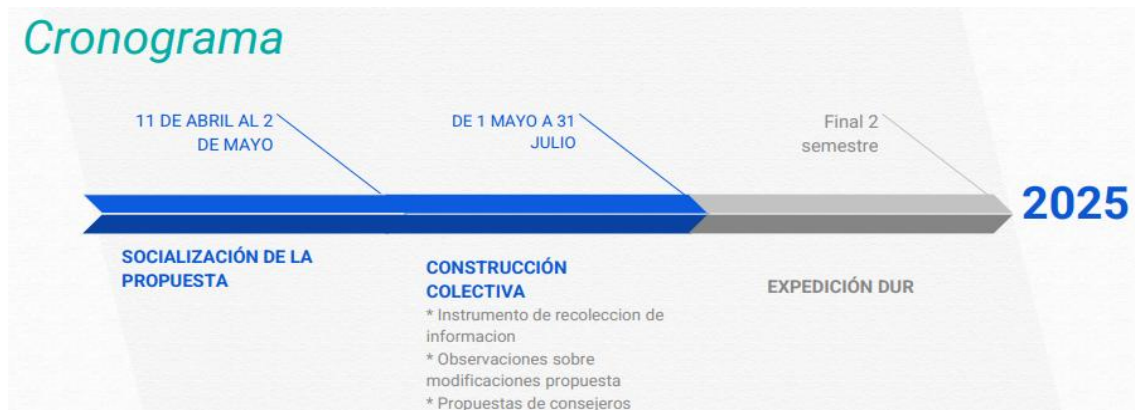 Cronograma
11 DE ABRIL AL 2
DE MAYO
DE 1 MAYO A 31
JULIO
Final 2
semestre
2025
SOCIALIZACIÓN DE LA
PROPUESTA
CONSTRUCCIÓN
COLECTIVA
* Instrumento de recoleccion de
informacion
* Observaciones sobre
modificaciones propuesta
* Propuestas de consejeros
EXPEDICIÓN DUR